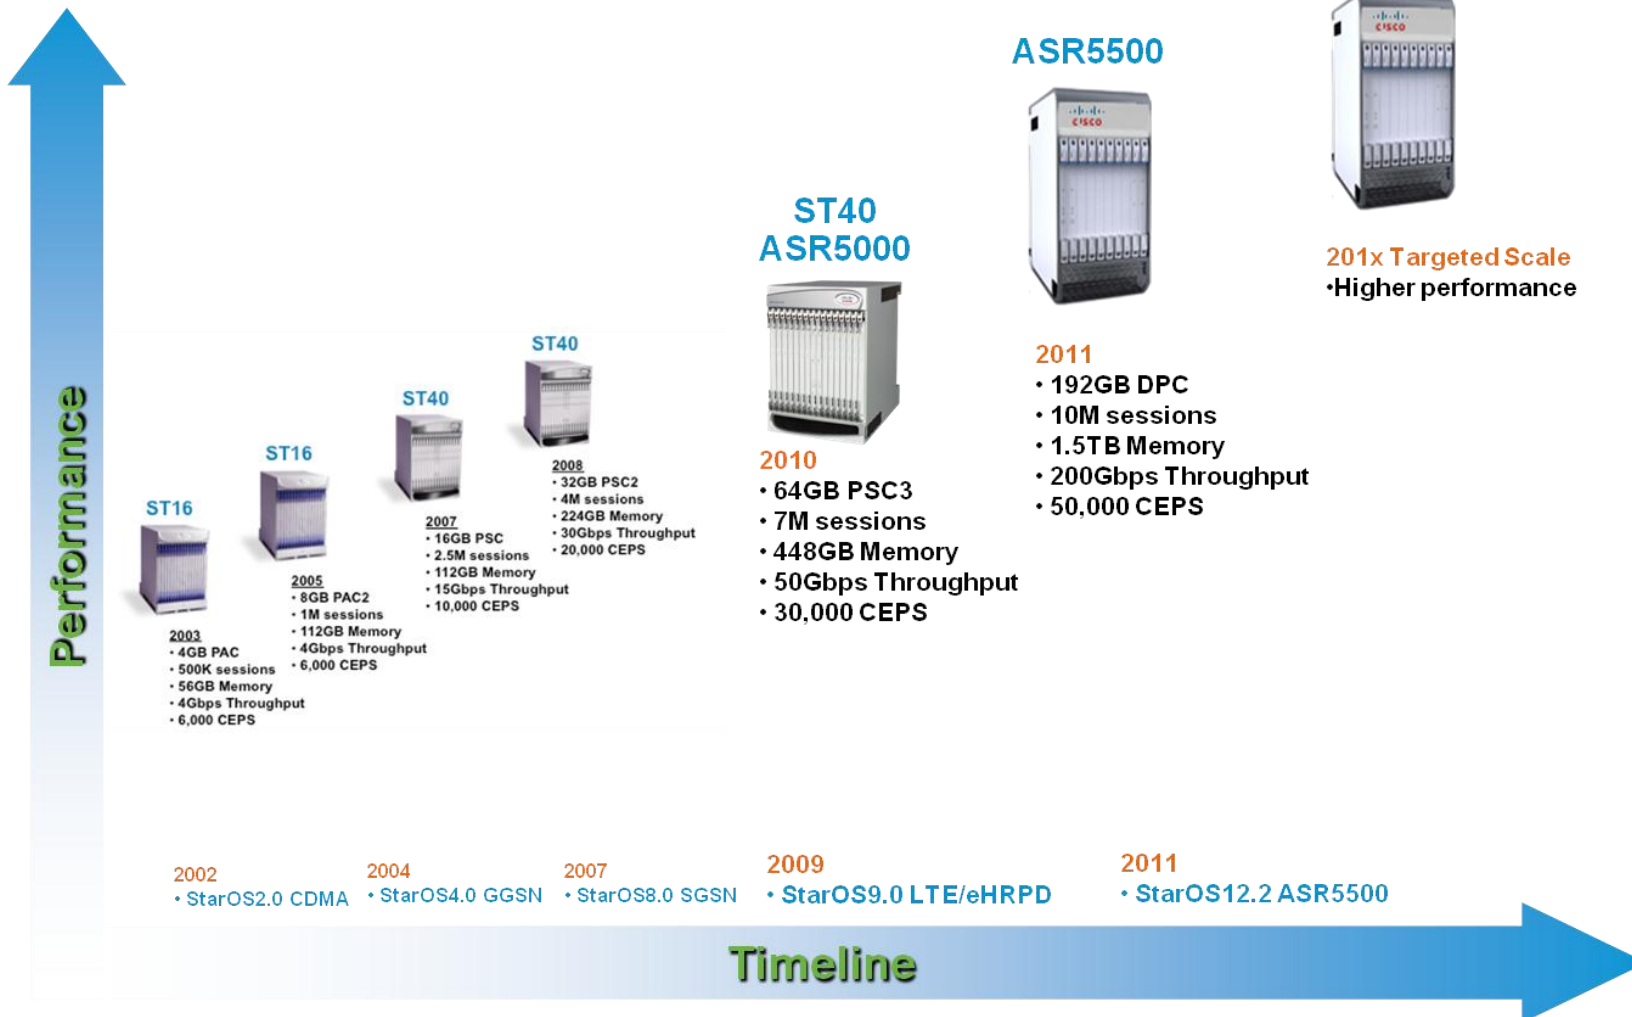 Performance
ST16
2003
• 4GB PAC
• 500K sessions
• 56GB Memory
• 4Gbps Throughput
• 6,000 CEPS
ST16
2005
• 8GB PAC2
• 1M sessions
• 112GB Memory
• 4Gbps Throughput
• 6,000 CEPS
ST40
2007
• 16GB PSC
• 2.5M sessions
• 112GB Memory
• 15Gbps Throughput
• 10,000 CEPS
ST40
2008
• 32GB PSC2
• 4M sessions
• 224GB Memory
• 30Gbps Throughput
• 20,000 CEPS
ST40
ASR5000
2010
• 64GB PSC3
• 7M sessions
• 448GB Memory
• 50Gbps Throughput
• 30,000 CEPS
ASR5500
CISCO
2011
• 192GB DPC
• 10M sessions
• 1.5TB Memory
• 200Gbps Throughput
• 50,000 CEPS
CISCO
201x Targeted Scale
•Higher performance
2002
• StarOS2.0 CDMA
2004
• StarOS4.0 GGSN
2007
• StarOS8.0 SGSN
2009
• StarOS9.0 LTE/eHRPD
2011
• StarOS12.2 ASR5500
Timeline